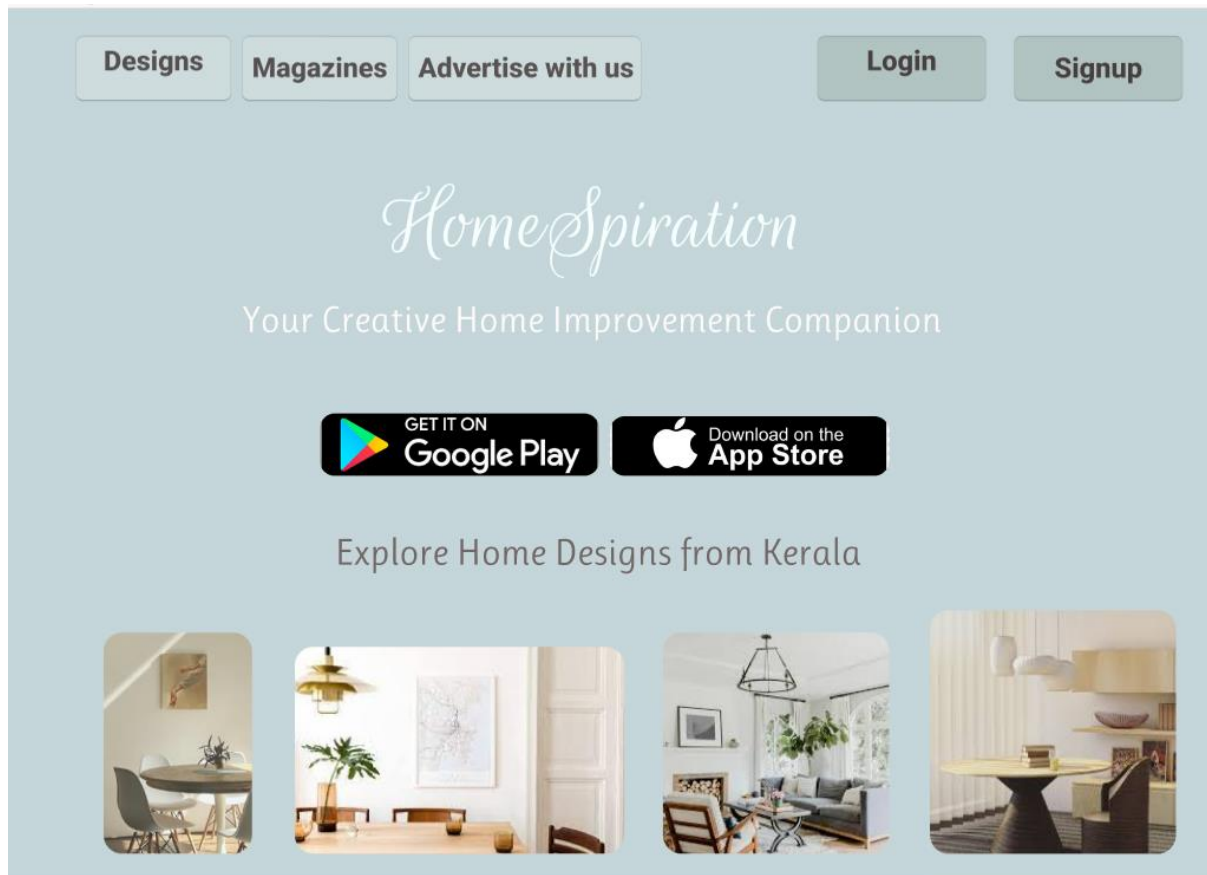 Designs
Magazines
Advertise with us
Login
Signup
HomeSpiration
Your Creative Home Improvement Companion
GET IT ON
Google Play
Download on the
App Store
Explore Home Designs from Kerala